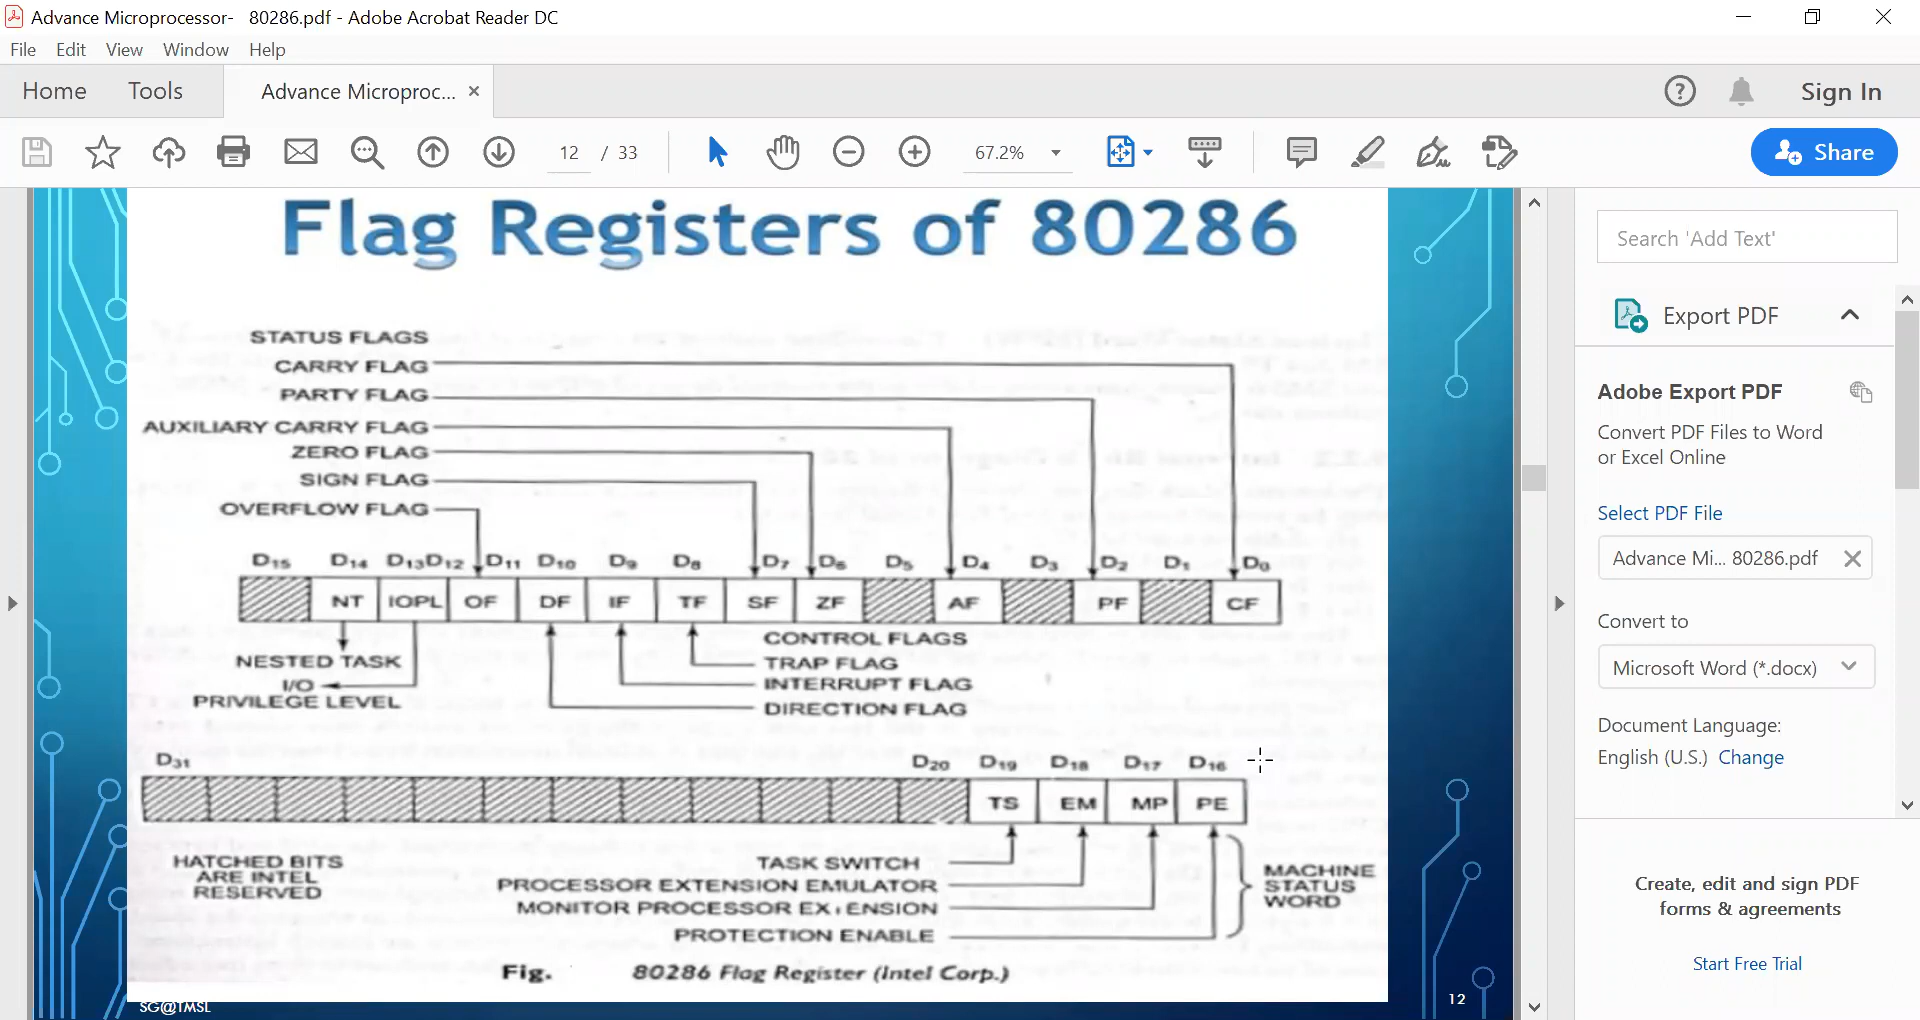 Advance Microprocessor-   80286.pdf - Adobe Acrobat Reader DC
File Edit View Window Help
Home Tools Advance Microproc... × Sign In
12 / 33 67.2% Share
Flag Registers of 80286
STATUS FLAGS
CARRY FLAG
PARTY FLAG
AUXILIARY CARRY FLAG
ZERO FLAG
SIGN FLAG
OVERFLOW FLAG
D15 D14 D13 D12 D11 D10 D9 D8 D7 D6 D5 D4 D3 D2 D1 D0
NT IOPL OF DF IF TF SF ZF AF PF CF
CONTROL FLAGS
NESTED TASK
TRAP FLAG
I/O
PRIVILEGE LEVEL
INTERRUPT FLAG
DIRECTION FLAG
D31 D20 D19 D18 D17 D16
TS EM MP PE
HATCHED BITS
ARE INTEL
RESERVED
TASK SWITCH
PROCESSOR EXTENSION EMULATOR
MONITOR PROCESSOR EXTENSION
PROTECTION ENABLE
MACHINE
STATUS
WORD
Fig. 80286 Flag Register (Intel Corp.)
SG@TMSL
12
Search 'Add Text'
Export PDF
Adobe Export PDF
Convert PDF Files to Word
or Excel Online
Select PDF File
Advance Mi... 80286.pdf
Convert to
Microsoft Word (*.docx)
Document Language:
English (U.S.) Change
Create, edit and sign PDF
forms & agreements
Start Free Trial